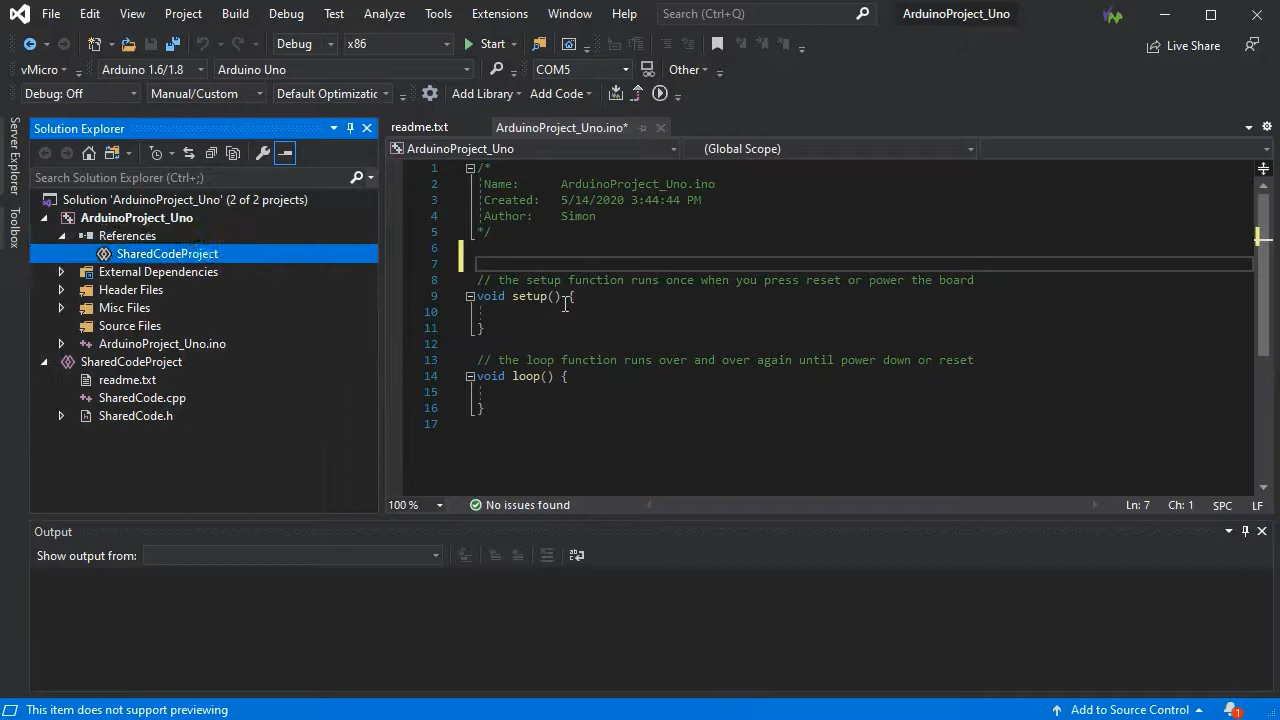 File Edit View Project Build Debug Test Analyze Tools Extensions Window Help Search (Ctrl+Q) ArduinoProject_Uno
Debug x86 Start Live Share
vMicro Arduino 1.6/1.8 Arduino Uno COM5 Other
Debug: Off Manual/Custom Default Optimizatic Add Library Add Code
Server Explorer
Toolbox
Solution Explorer
Search Solution Explorer (Ctrl+;)
Solution 'ArduinoProject_Uno' (2 of 2 projects)
ArduinoProject_Uno
References
SharedCodeProject
External Dependencies
Header Files
Misc Files
Source Files
ArduinoProject_Uno.ino
SharedCodeProject
readme.txt
SharedCode.cpp
SharedCode.h
readme.txt ArduinoProject_Uno.ino*
ArduinoProject_Uno (Global Scope)
1 /*
2 Name: ArduinoProject_Uno.ino
3 Created: 5/14/2020 3:44:44 PM
4 Author: Simon
5 */
6
7
8 // the setup function runs once when you press reset or power the board
9 void setup() {
10
11 }
12
13 // the loop function runs over and over again until power down or reset
14 void loop() {
15
16 }
17
100 % No issues found Ln: 7 Ch: 1 SPC LF
Output
Show output from:
This item does not support previewing Add to Source Control 1